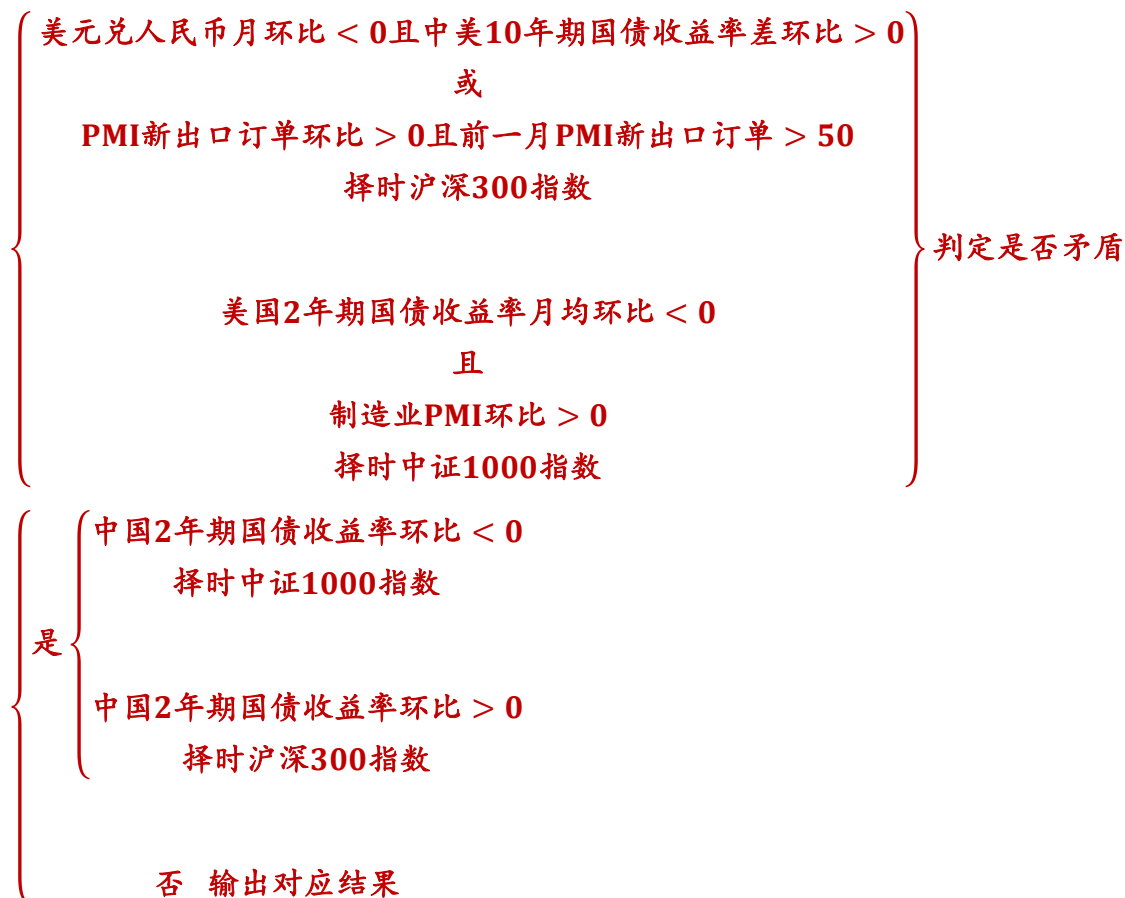 美元兑人民币月环比 < 0且中美10年期国债收益率差环比 > 0
或
PMI新出口订单环比 > 0且前一月PMI新出口订单 > 50
择时沪深300指数
判定是否矛盾
美国2年期国债收益率月均环比 < 0
且
制造业PMI环比 > 0
择时中证1000指数
中国2年期国债收益率环比 < 0
择时中证1000指数
是
中国2年期国债收益率环比 > 0
择时沪深300指数
否 输出对应结果